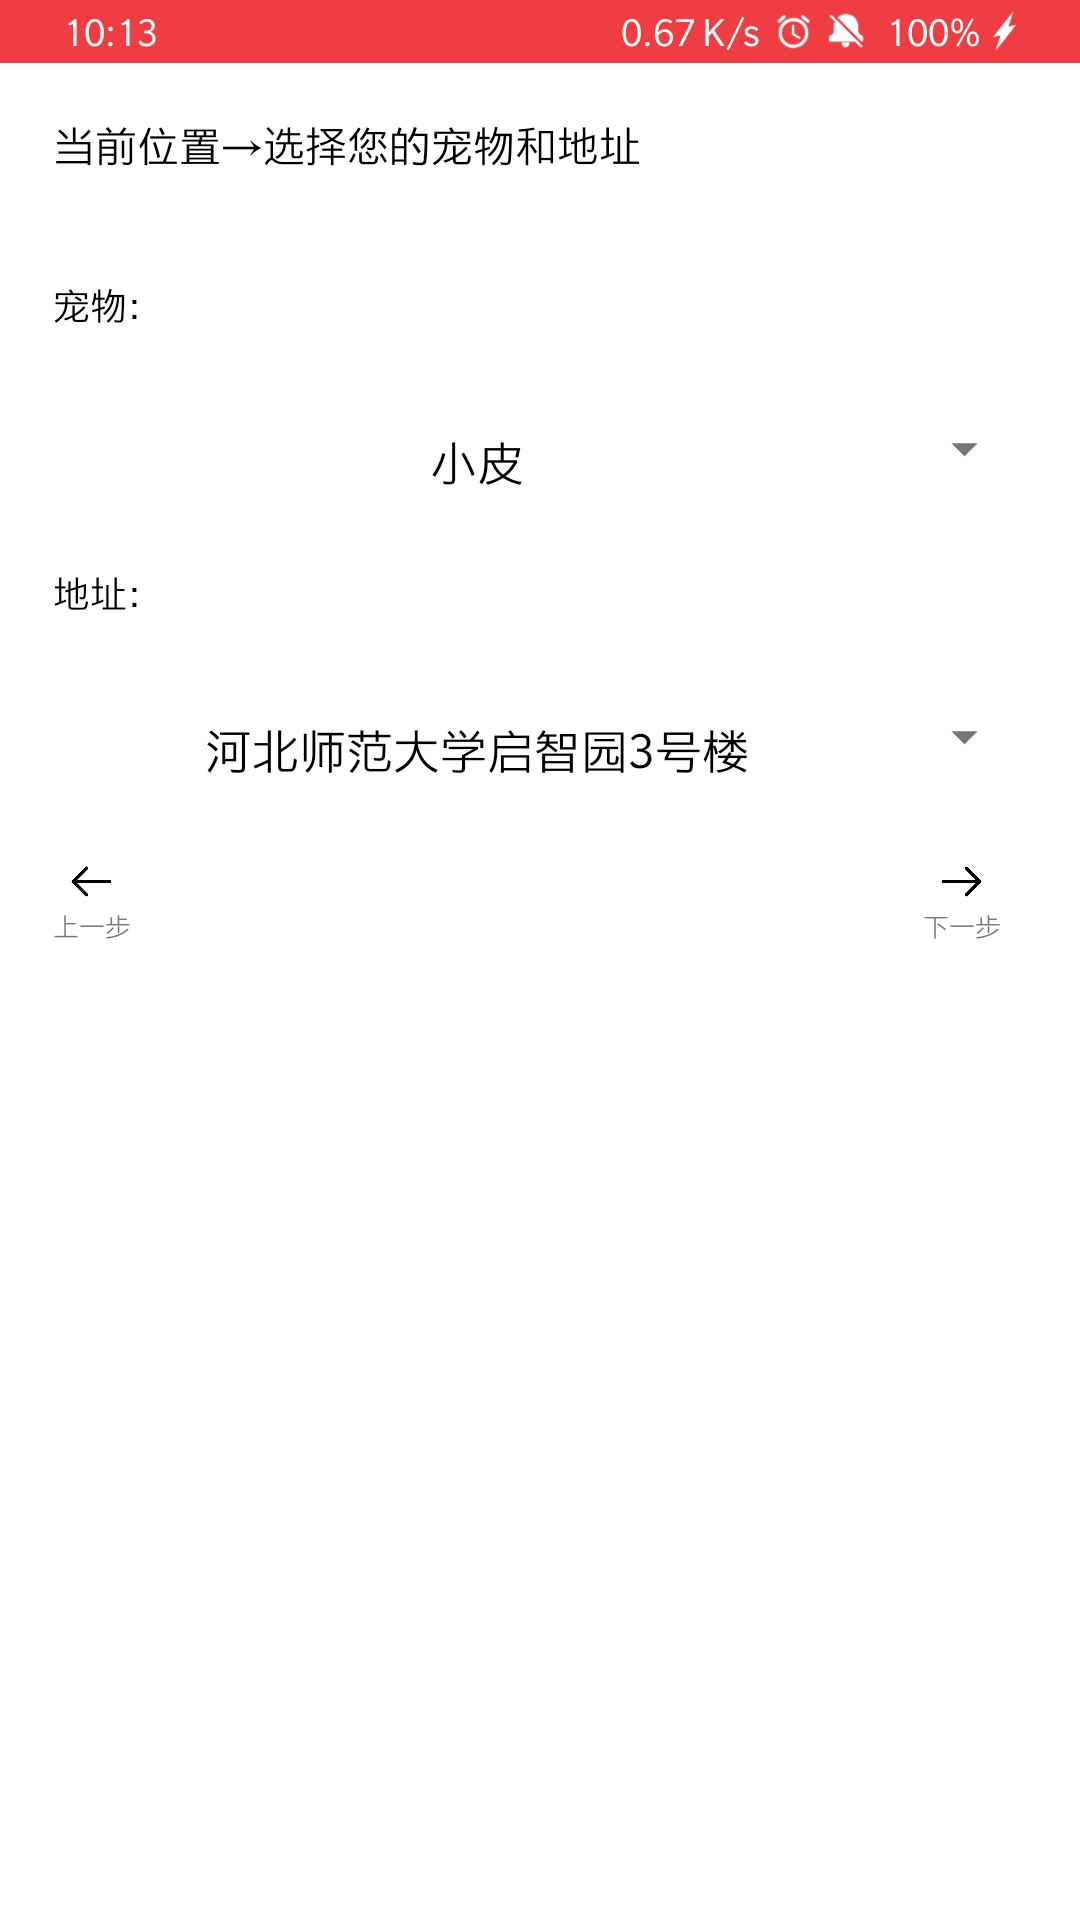 10:13 0.67 K/s 100%
当前位置→选择您的宠物和地址
宠物:
小皮
地址:
河北师范大学启智园3号楼
上一步 下一步